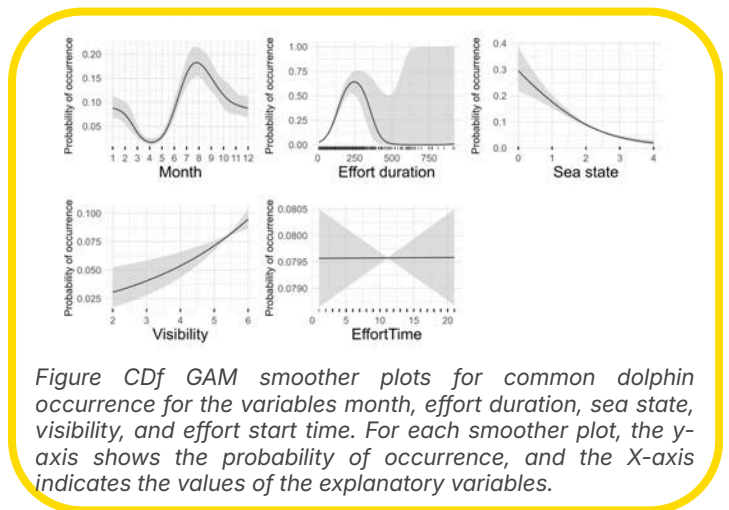 Probability of occurrence
0.20
0.15
0.10
0.05
1 2 3 4 5 6 7 8 9 10 11 12
Month
Probability of occurrence
1.00
0.75
0.50
0.25
0.00
0 250 500 750
Effort duration
Probability of occurrence
0.4
0.3
0.2
0.1
0.0
0 1 2 3 4
Sea state
Probability of occurrence
0.100
0.075
0.050
0.025
2 3 4 5 6
Visibility
Probability of occurrence
0.0805
0.0800
0.0795
0.0790
0 5 10 15 20
EffortTime
Figure CDf GAM smoother plots for common dolphin
occurrence for the variables month, effort duration, sea state,
visibility, and effort start time. For each smoother plot, the y-
axis shows the probability of occurrence, and the X-axis
indicates the values of the explanatory variables.